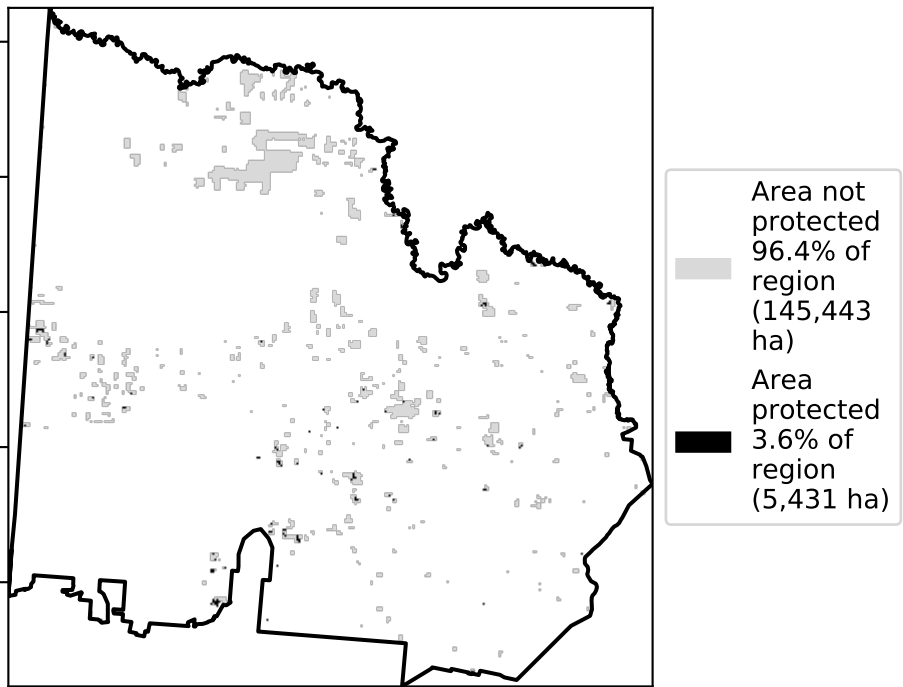 Area not
protected
96.4% of
region
(145,443
ha)
Area
protected
3.6% of
region
(5,431 ha)